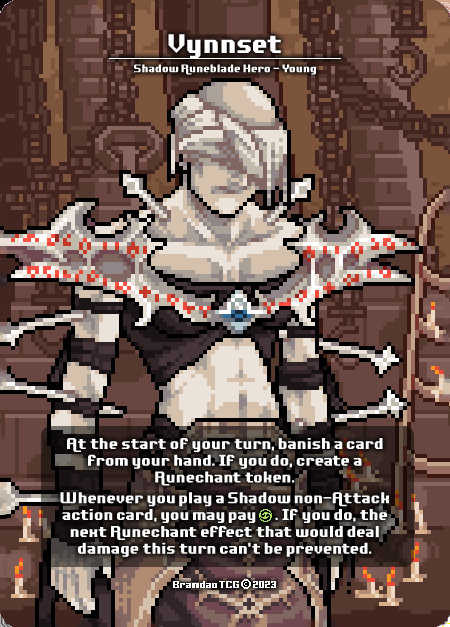 Vynnset
Shadow Runeblade Hero - Young
At the start of your turn, banish a card
from your hand. If you do, create a
Runechant token.
Whenever you play a Shadow non-Attack
action card, you may pay . If you do, the
next Runechant effect that would deal
damage this turn can't be prevented.
Brandao TCG © 2023